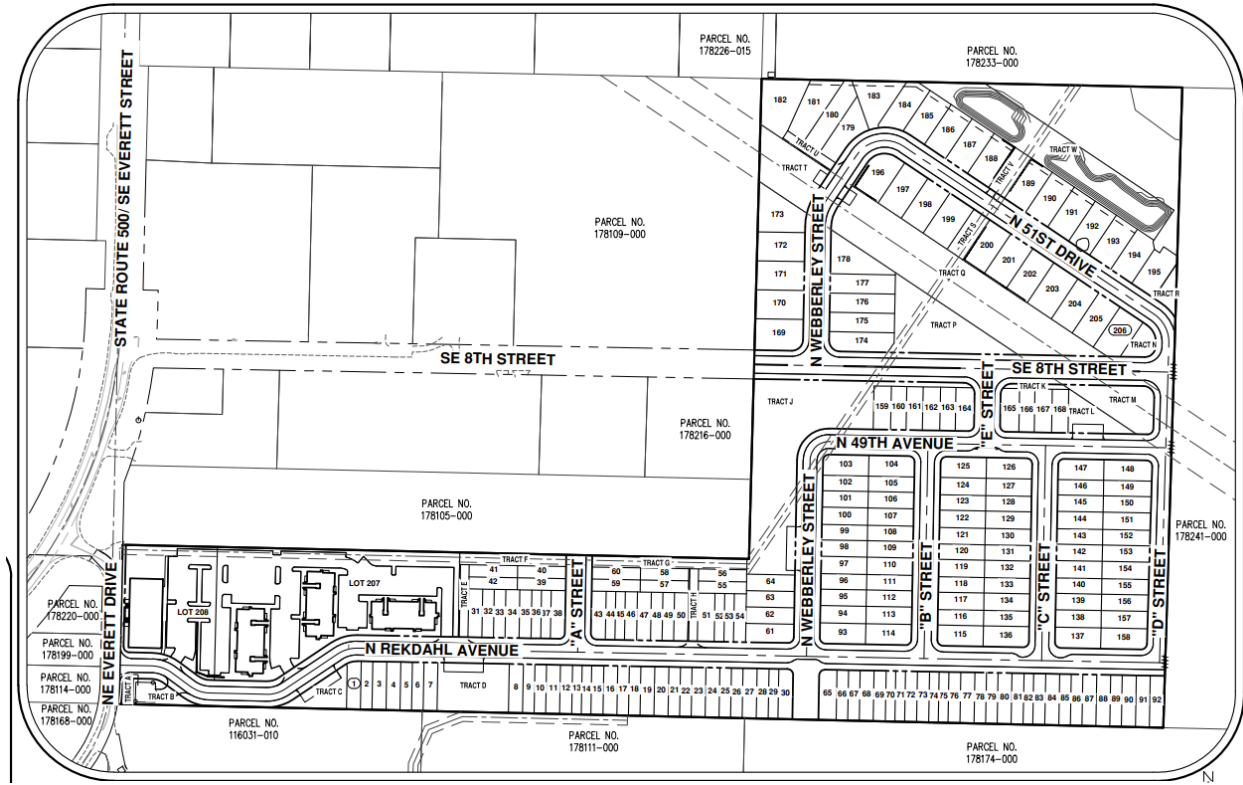 PARCEL NO.
178226-015
PARCEL NO.
178233-000
STATE ROUTE 500/ SE EVERETT STREET
PARCEL NO.
178109-000
182
181
180
179
183
184
185
186
187
188
189
190
191
192
193
194
195
TRACT U
TRACT T
TRACT V
TRACT W
TRACT S
TRACT R
TRACT Q
TRACT P
TRACT N
196
197
198
199
200
201
202
203
204
205
206
N 51ST DRIVE
N WEBBERLEY STREET
173
172
171
170
169
178
177
176
175
174
SE 8TH STREET
SE 8TH STREET
TRACT J
TRACT K
TRACT L
TRACT M
159 160 161 162 163 164
"E" STREET
165 166 167 168
N 49TH AVENUE
PARCEL NO.
178216-000
PARCEL NO.
178105-000
PARCEL NO.
178241-000
N WEBBERLEY STREET
103 104
102 105
101 106
100 107
99 108
98 109
97 110
96 111
95 112
94 113
93 114
"B" STREET
125 126
124 127
123 128
122 129
121 130
120 131
119 132
118 133
117 134
116 135
115 136
"C" STREET
147 148
146 149
145 150
144 151
143 152
142 153
141 154
140 155
139 156
138 157
137 158
"D" STREET
NE EVERETT DRIVE
PARCEL NO.
178220-000
PARCEL NO.
178199-000
PARCEL NO.
178114-000
PARCEL NO.
178168-000
LOT 208
LOT 207
TRACT E
TRACT F
41 40
42 39
31 32 33 34 35 36 37 38
"A" STREET
TRACT G
60 58
59 57
43 44 45 46 47 48 49 50
TRACT H
56
55
51 52 53 54
64
63
62
61
N REKDAHL AVENUE
TRACT A
TRACT B
TRACT C
1 2 3 4 5 6 7
TRACT D
8 9 10 11 12 13 14 15 16 17 18 19 20 21 22 23 24 25 26 27 28 29 30
65 66 67 68 69 70 71 72 73 74 75 76 77 78 79 80 81 82 83 84 85 86 87 88 89 90 91 92
PARCEL NO.
116031-010
PARCEL NO.
178111-000
PARCEL NO.
178174-000
N